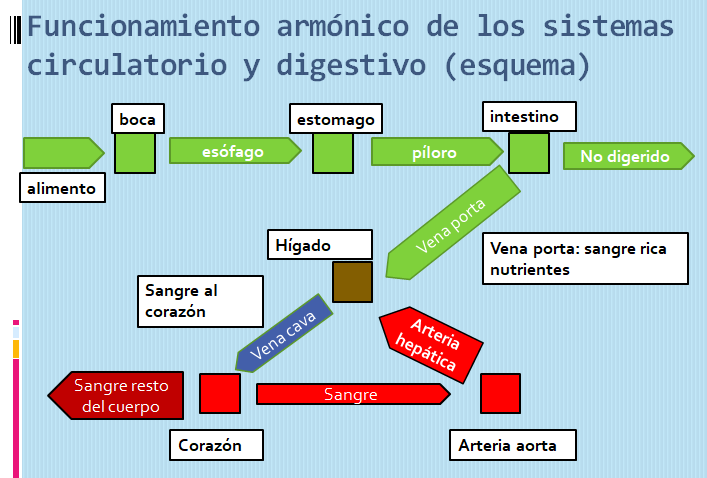 Funcionamiento armónico de los sistemas
circulatorio y digestivo (esquema)
boca
estomago
intestino
esófago
píloro
No digerido
alimento
Vena porta
Hígado
Vena porta: sangre rica
nutrientes
Sangre al
corazón
Vena cava
Arteria
hepática
Sangre resto
del cuerpo
Sangre
Corazón
Arteria aorta